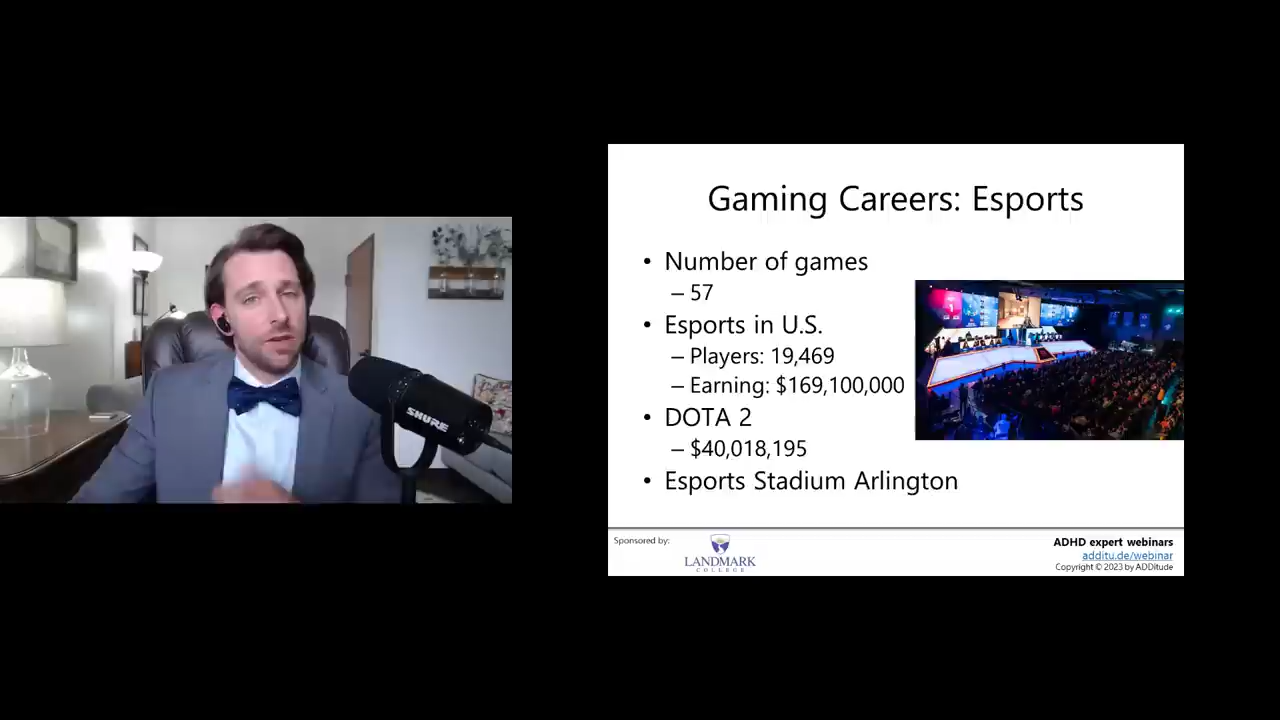 SHURE
Gaming Careers: Esports
• Number of games
– 57
• Esports in U.S.
– Players: 19,469
– Earning: $169,100,000
• DOTA 2
– $40,018,195
• Esports Stadium Arlington
Sponsored by:
LANDMARK
COLLEGE
ADHD expert webinars
additu.de/webinar
Copyright © 2023 by ADDitude